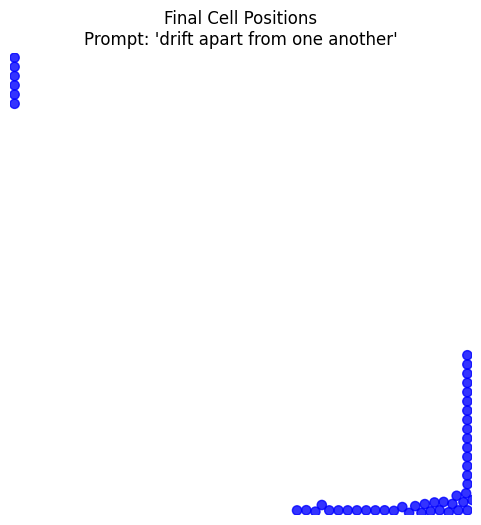 Final Cell Positions
Prompt: 'drift apart from one another'